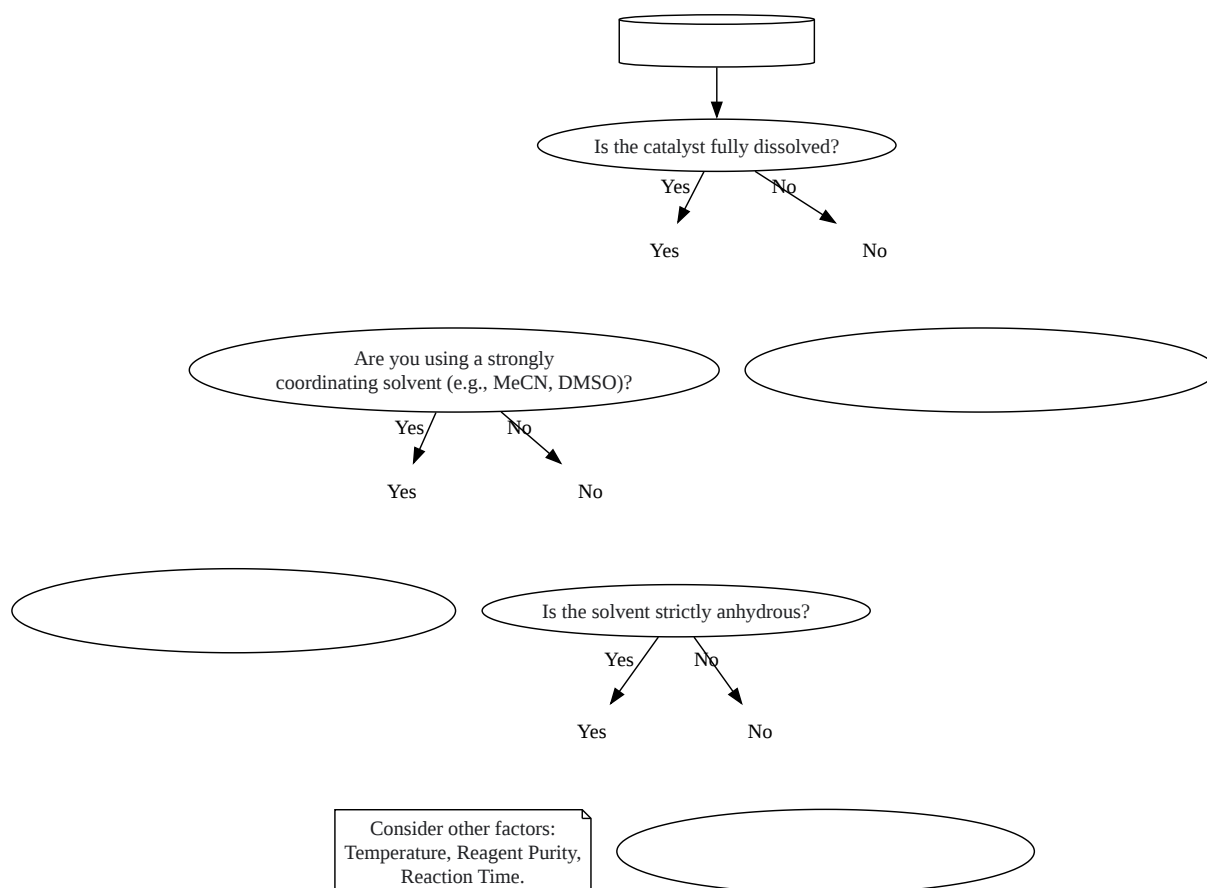 Is the catalyst fully dissolved?
Yes
No
Yes
No
Are you using a strongly
coordinating solvent (e.g., MeCN, DMSO)?
Yes
No
Yes
No
Is the solvent strictly anhydrous?
Yes
No
Yes
No
Consider other factors:
Temperature, Reagent Purity,
Reaction Time.